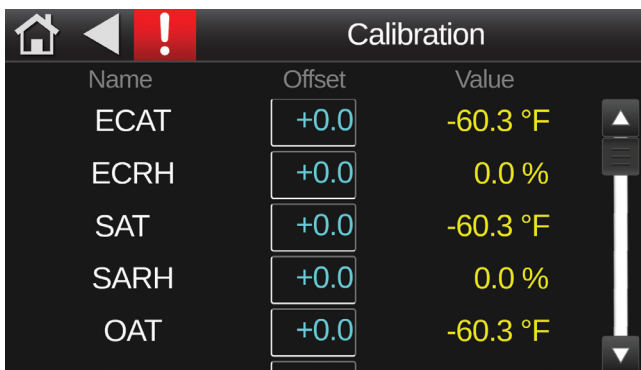 ! Calibration
Name Offset Value
ECAT +0.0 -60.3 °F
ECRH +0.0 0.0 %
SAT +0.0 -60.3 °F
SARH +0.0 0.0 %
OAT +0.0 -60.3 °F